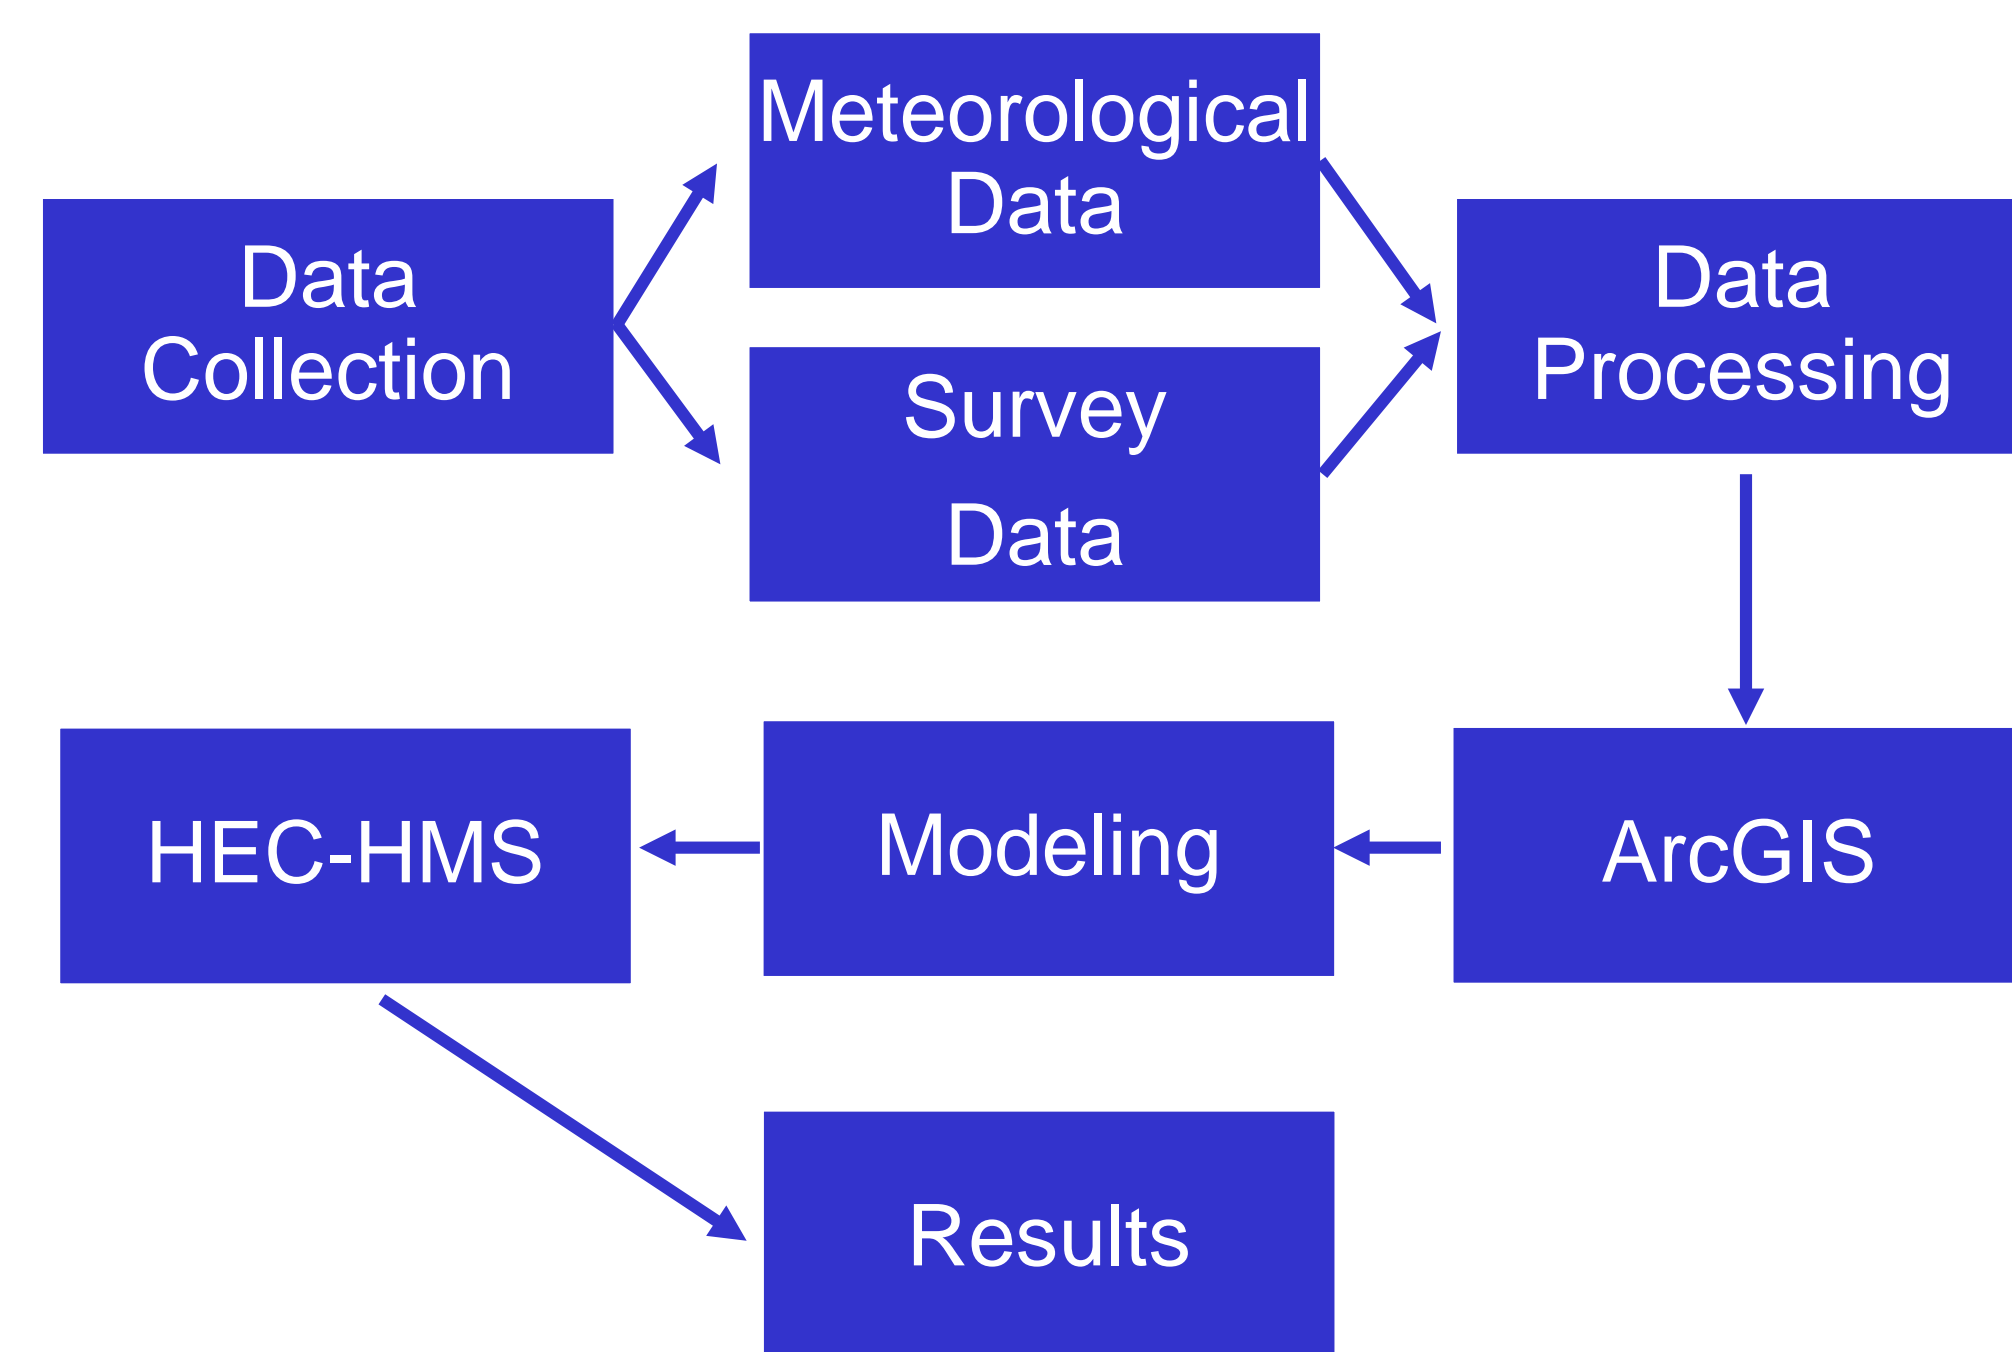 Data
Collection
Meteorological
Data
Survey
Data
Data
Processing
ArcGIS
Modeling
HEC-HMS
Results